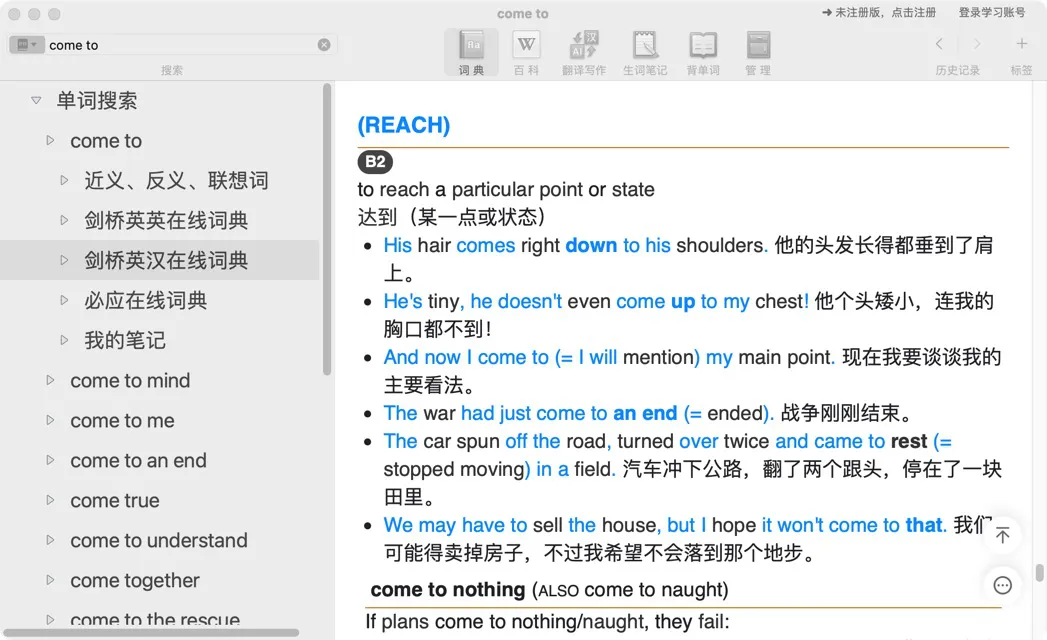 come to
→ 未注册版，点击注册
登录学习账号
come to
搜索
词 典
百 科
翻译写作
生词笔记
背单词
管 理
历史记录
标签
单词搜索
come to
近义、反义、联想词
剑桥英英在线词典
剑桥英汉在线词典
必应在线词典
我的笔记
come to mind
come to me
come to an end
come true
come to understand
come together
come to the rescue
(REACH)
B2
to reach a particular point or state
达到（某一点或状态）
• His hair comes right down to his shoulders. 他的头发长得都垂到了肩
上。
• He's tiny, he doesn't even come up to my chest! 他个头矮小，连我的
胸口都不到！
• And now I come to (= I will mention) my main point. 现在我要谈谈我的
主要看法。
• The war had just come to an end (= ended). 战争刚刚结束。
• The car spun off the road, turned over twice and came to rest (=
stopped moving) in a field. 汽车冲下公路，翻了两个跟头，停在了一块
田里。
• We may have to sell the house, but I hope it won't come to that. 我们
可能得卖掉房子，不过我希望不会落到那个地步。
come to nothing (ALSO come to naught)
If plans come to nothing/naught, they fail: